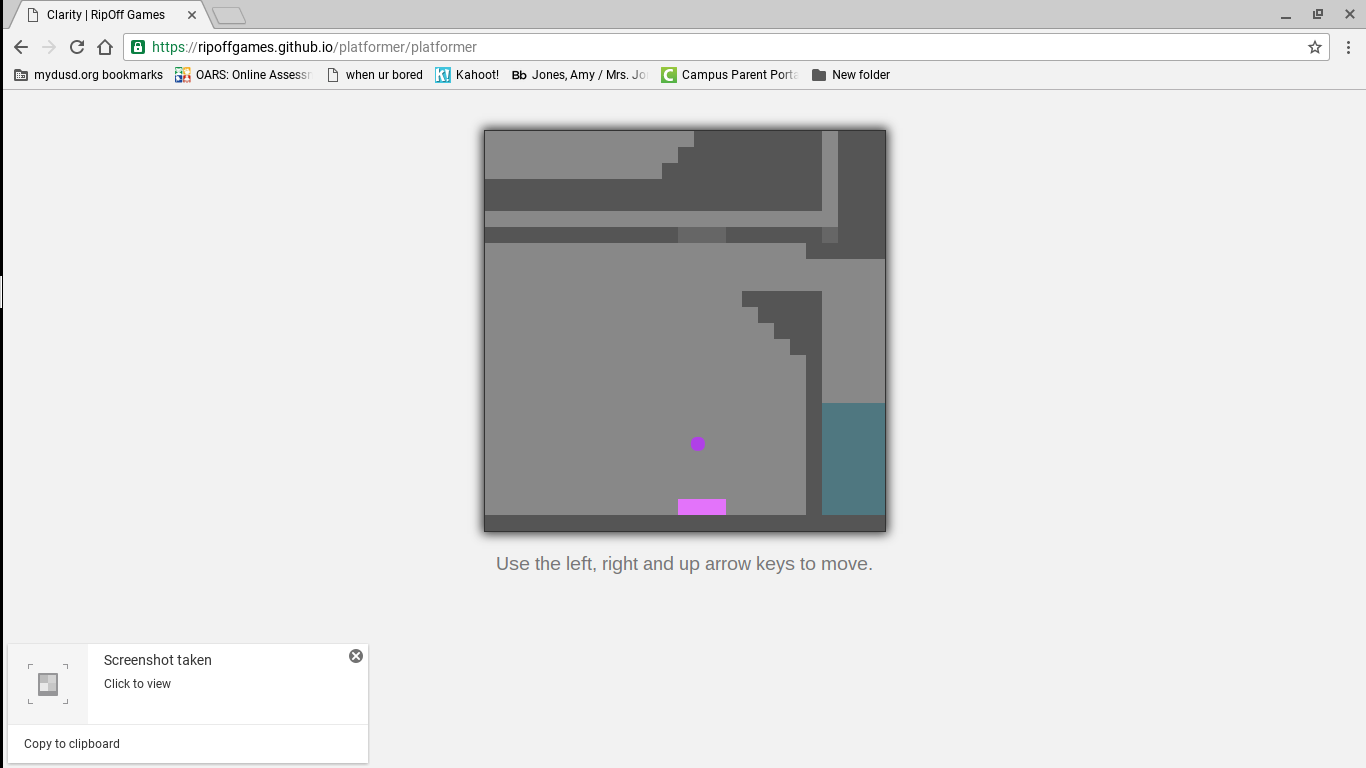 Clarity | RipOff Games
https://ripoffgames.github.io/platformer/platformer
mydusd.org bookmarks OARS: Online Assess when ur bored K! Kahoot! Bb Jones, Amy / Mrs. Jo C Campus Parent Porta New folder
Use the left, right and up arrow keys to move.
Screenshot taken
Click to view
Copy to clipboard